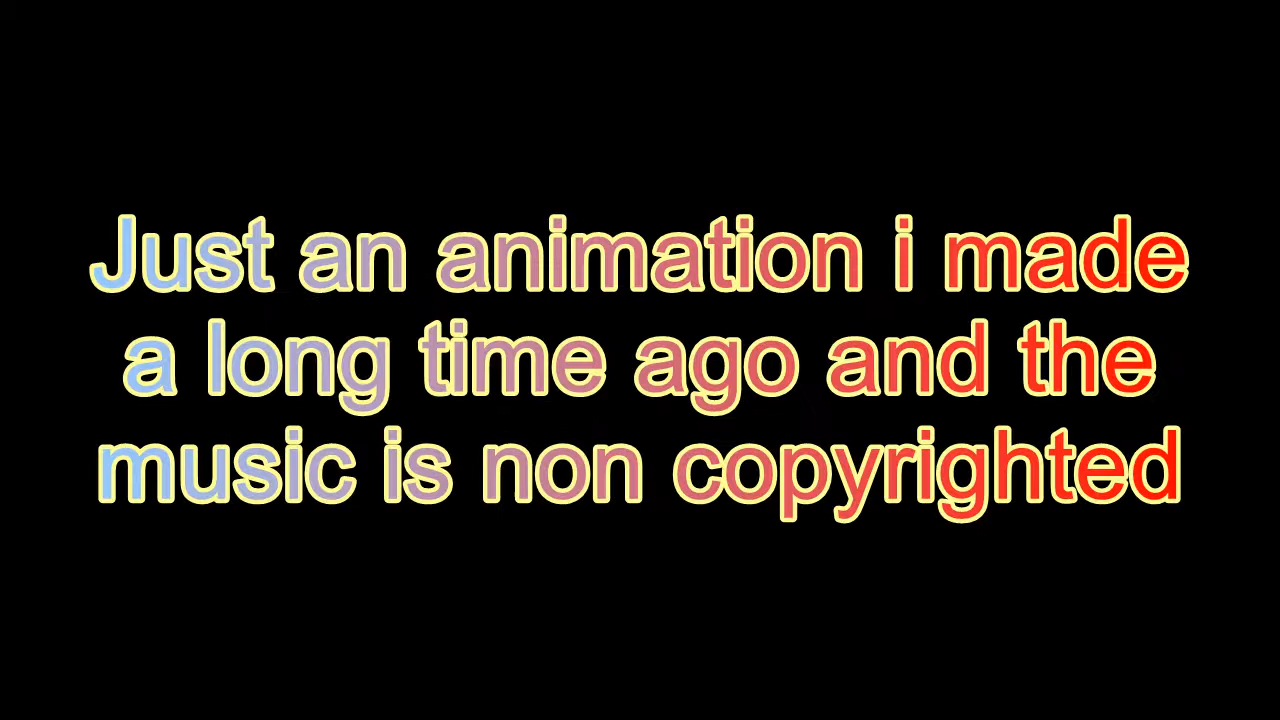 Just an animation i made
a long time ago and the
music is non copyrighted